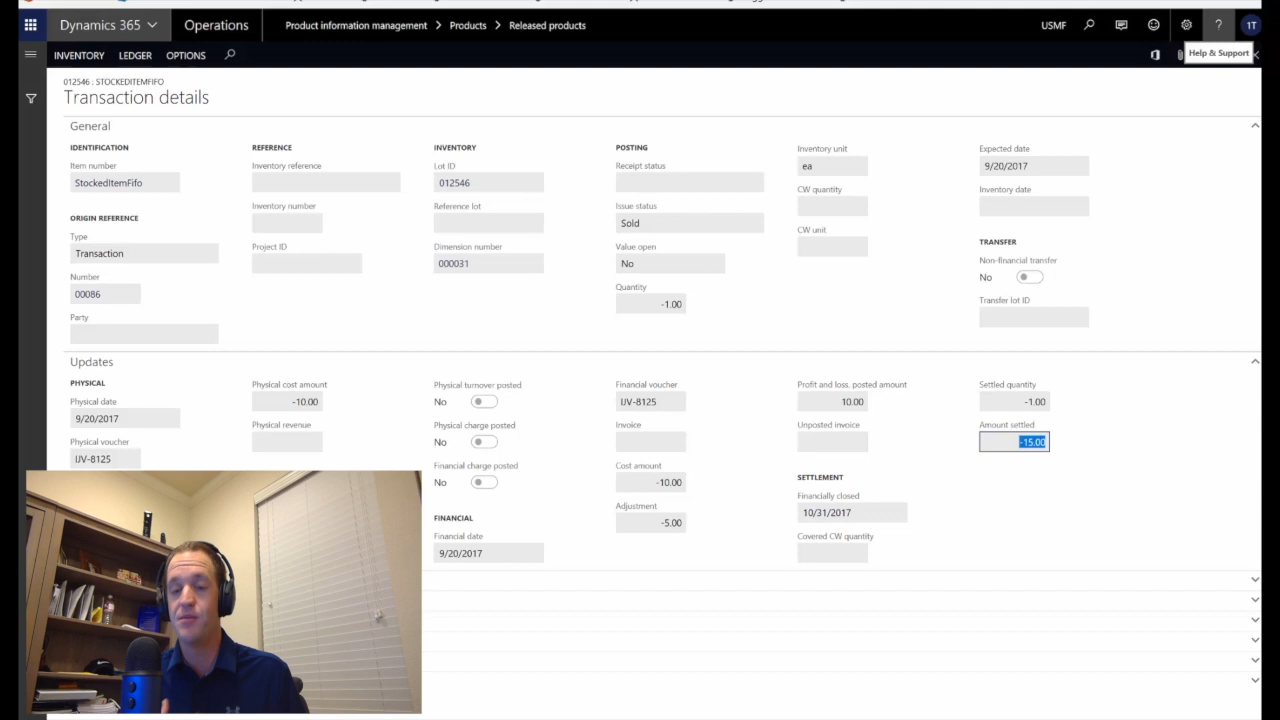 Dynamics 365
Operations
Product information management > Products > Released products
USMF
?
1T
INVENTORY LEDGER OPTIONS
Help & Support
012546 : STOCKEDITEMFIFO
Transaction details
General
IDENTIFICATION
Item number
StockedItemFifo
ORIGIN REFERENCE
Type
Transaction
Number
00086
Party
REFERENCE
Inventory reference
Inventory number
Project ID
INVENTORY
Lot ID
012546
Reference lot
Dimension number
000031
POSTING
Receipt status
Issue status
Sold
Value open
No
Quantity
-1.00
Inventory unit
ea
CW quantity
CW unit
Expected date
9/20/2017
Inventory date
TRANSFER
Non-financial transfer
No
Transfer lot ID
Updates
PHYSICAL
Physical date
9/20/2017
Physical voucher
IJV-8125
Physical cost amount
-10.00
Physical revenue
Physical turnover posted
No
Physical charge posted
No
Financial charge posted
No
FINANCIAL
Financial date
9/20/2017
Financial voucher
IJV-8125
Invoice
Cost amount
-10.00
Adjustment
-5.00
Profit and loss. posted amount
10.00
Unposted invoice
SETTLEMENT
Financially closed
10/31/2017
Covered CW quantity
Settled quantity
-1.00
Amount settled
-15.00